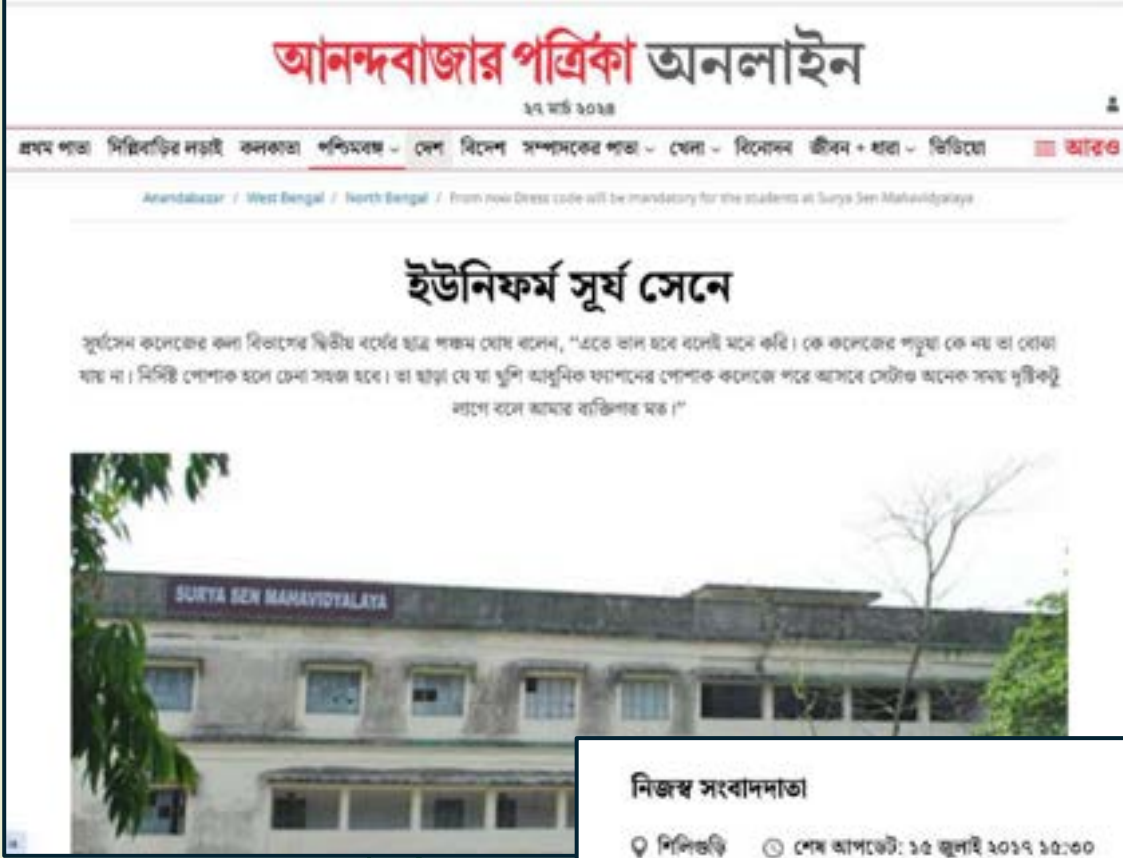 আনন্দবাজার পত্রিকা অনলাইন
২৭ মার্চ ২০২৪
প্রথম পাতা দিল্লিবাড়ির লড়াই কলকাতা পশ্চিমবঙ্গ দেশ বিদেশ সম্পাদকের পাতা খেলা বিনোদন জীবন + ধারা ভিডিয়ো আরও
Anandabazar / West Bengal / North Bengal / From now Dress code will be mandatory for the students at Surya Sen Mahavidyalaya
ইউনিফর্ম সূর্য সেনে
সূর্যসেন কলেজের কলা বিভাগের দ্বিতীয় বর্ষের ছাত্র পঙ্কজ ঘোষ বলেন, “এতে ভাল হবে বলেই মনে করি। কে কলেজের পড়ুয়া কে নয় তা বোঝা
যায় না। নির্দিষ্ট পোশাক হলে চেনা সহজ হবে। তা ছাড়া যে যা খুশি আধুনিক ফ্যাশনের পোশাক কলেজে পরে আসবে সেটাও অনেক সময় দৃষ্টিকটু
লাগে বলে আমার ব্যক্তিগত মত।”
SURYA SEN MAHAVIDYALAYA
নিজস্ব সংবাদদাতা
শিলিগুড়ি শেষ আপডেট: ১৫ জুলাই ২০১৭ ১৫:৩০